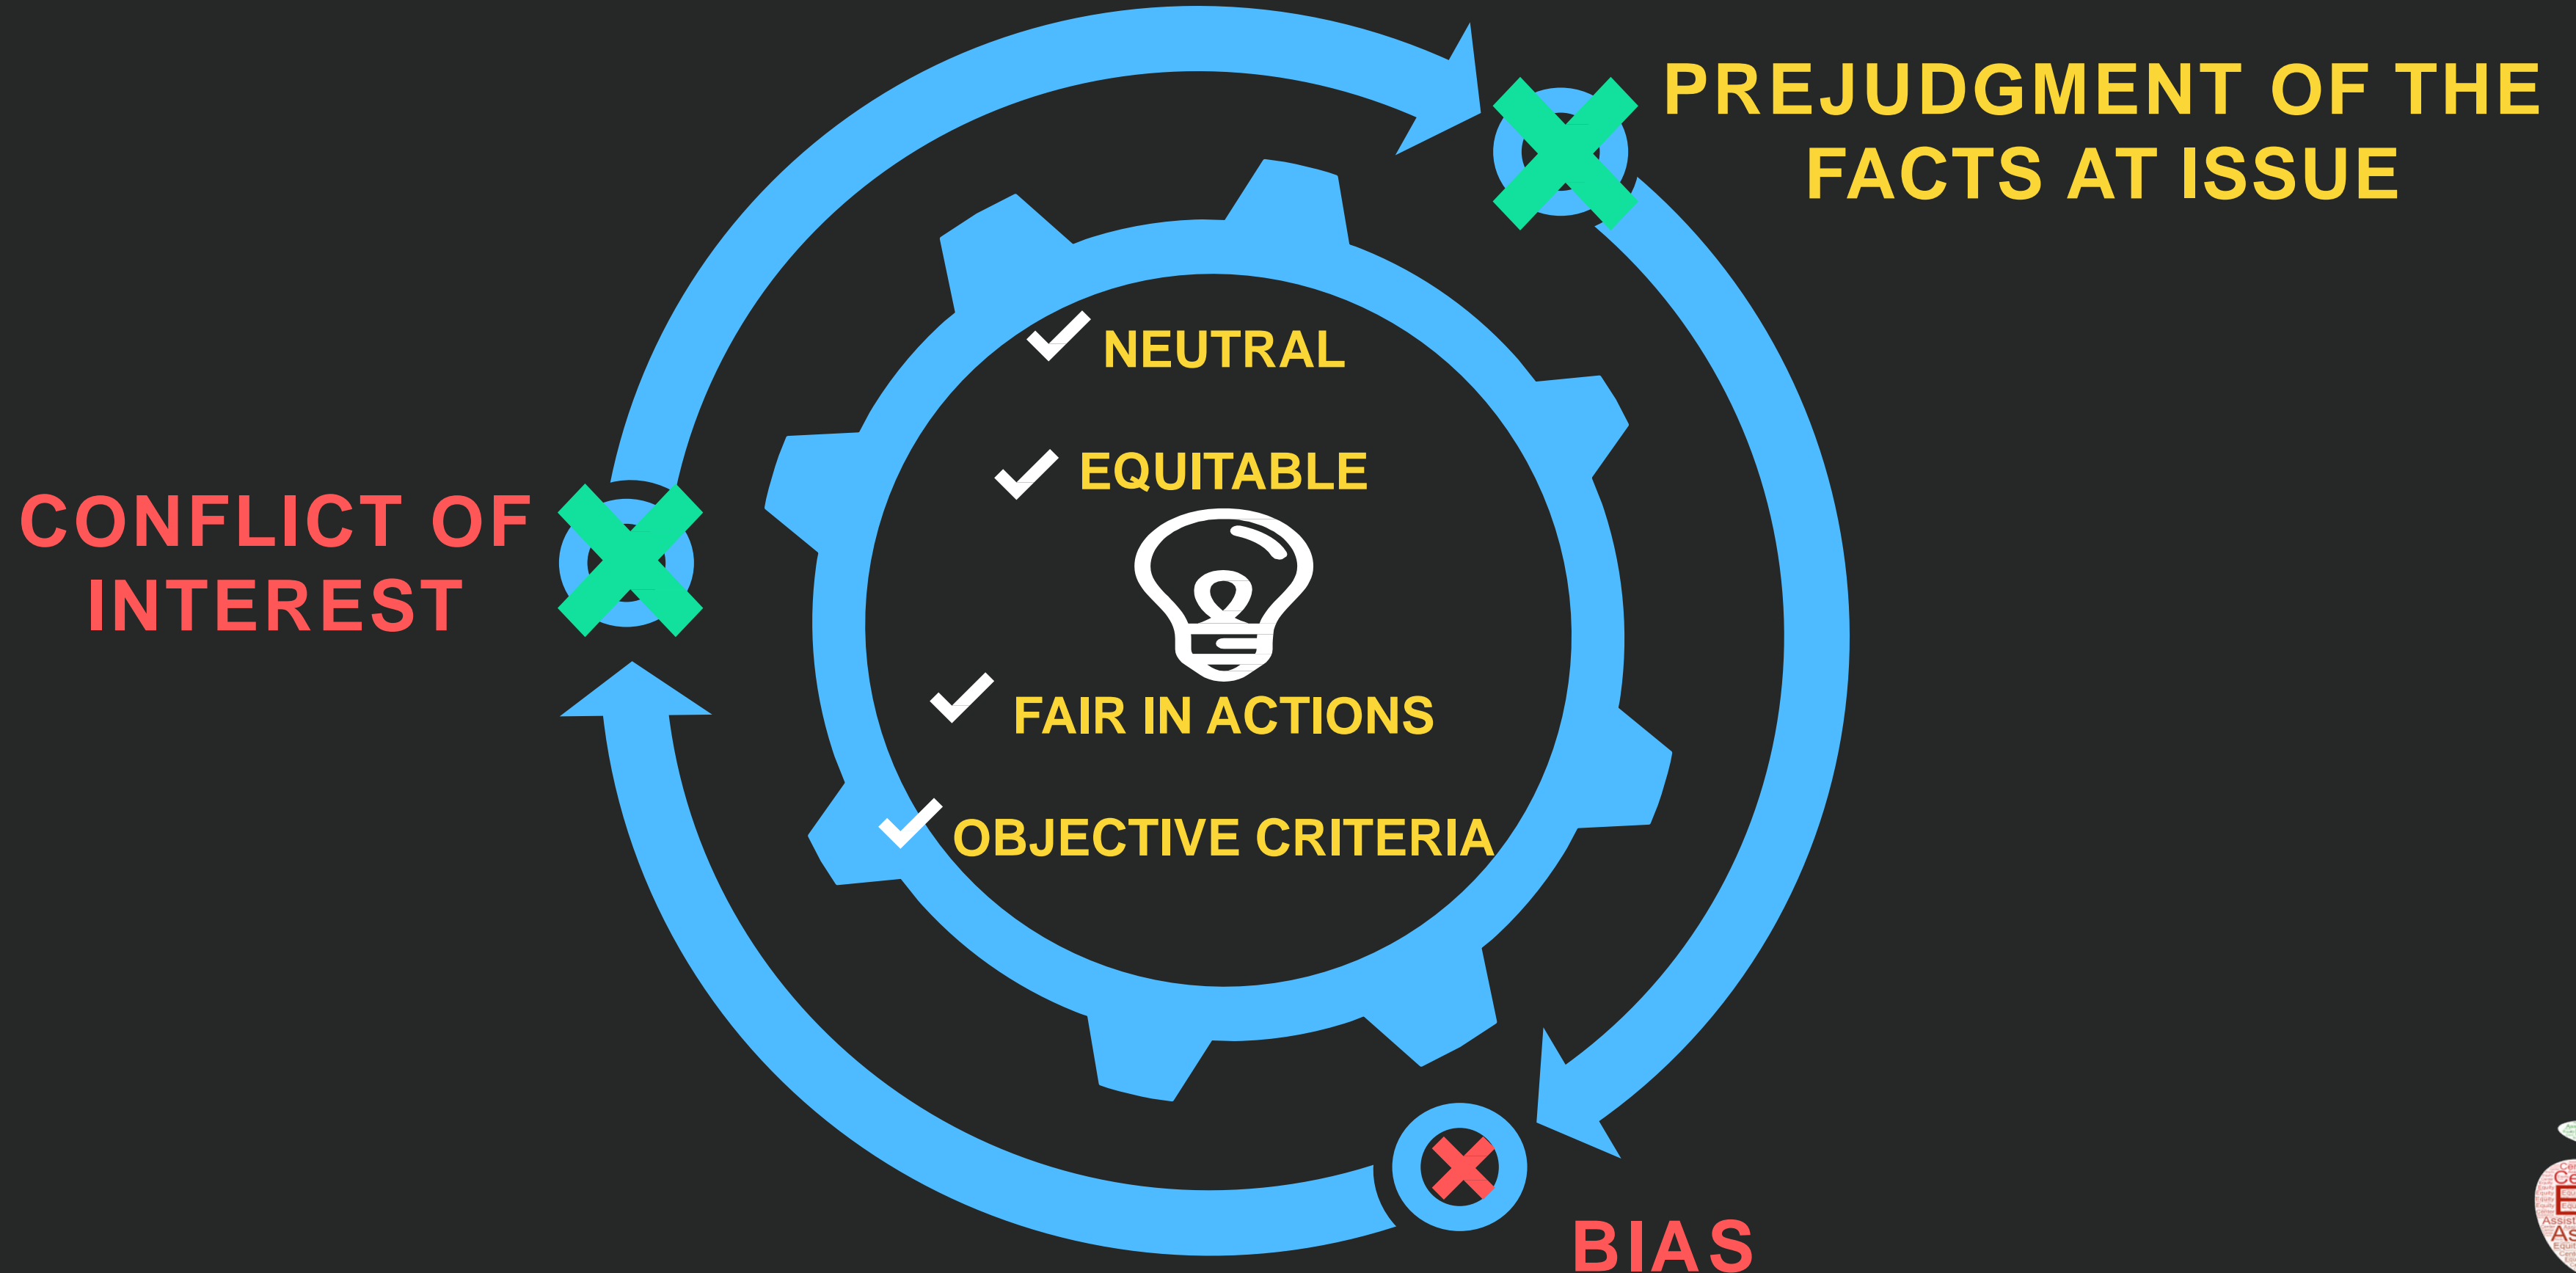 PREJUDGMENT OF THE
FACTS AT ISSUE
NEUTRAL
EQUITABLE
CONFLICT OF
INTEREST
FAIR IN ACTIONS
OBJECTIVE CRITERIA
BIAS